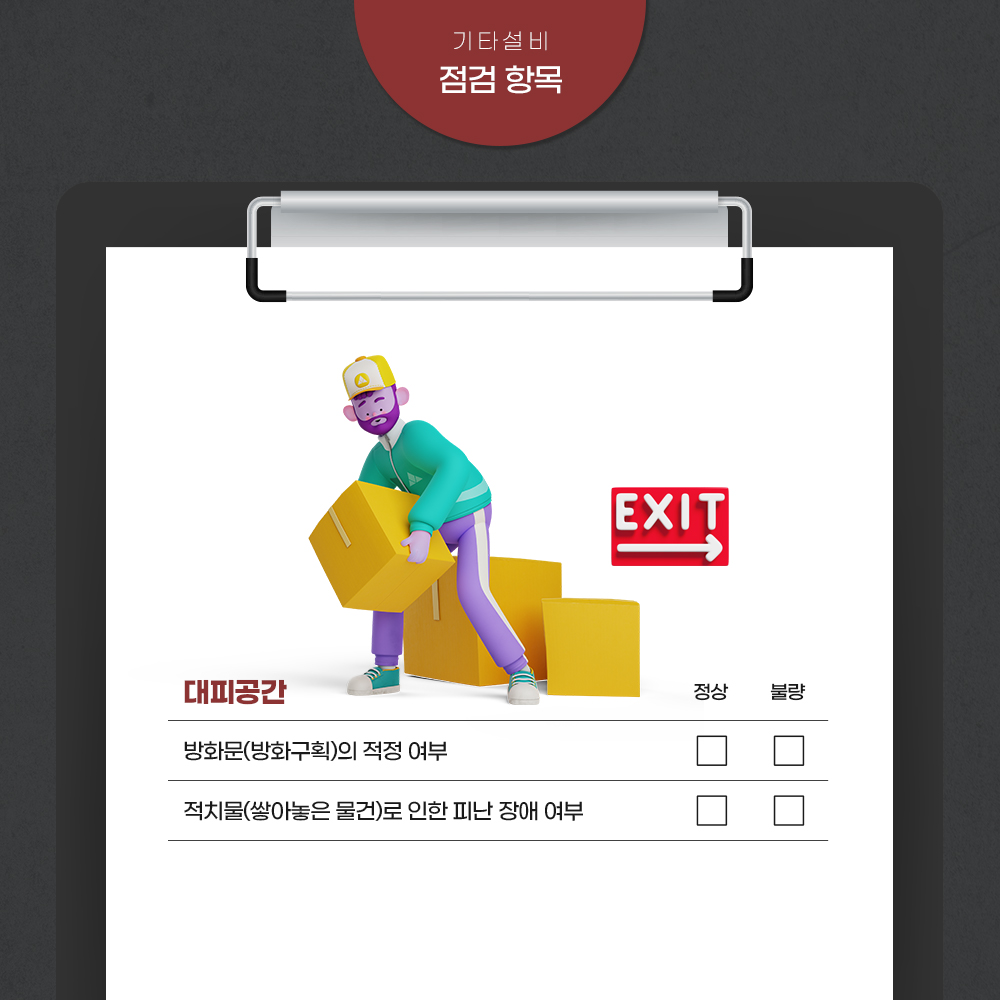 기타설비
점검 항목
EXIT
대피공간 정상 불량
방화문(방화구획)의 적정 여부
적치물(쌓아놓은 물건)로 인한 피난 장애 여부